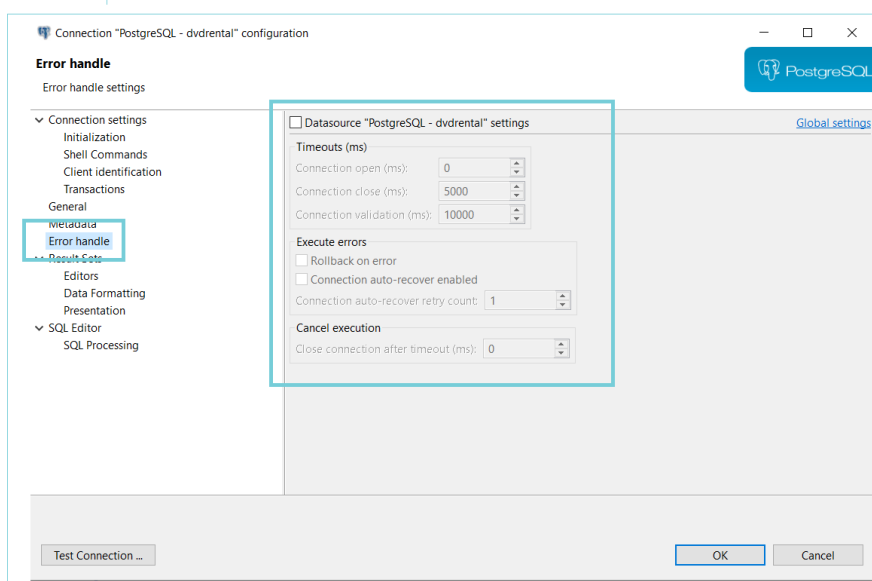 Connection "PostgreSQL - dvdrental" configuration
Error handle
Error handle settings
PostgreSQL
Connection settings
Initialization
Shell Commands
Client identification
Transactions
General
Metadata
Error handle
Result Sets
Editors
Data Formatting
Presentation
SQL Editor
SQL Processing
Datasource "PostgreSQL - dvdrental" settings
Global settings
Timeouts (ms)
Connection open (ms): 0
Connection close (ms): 5000
Connection validation (ms): 10000
Execute errors
Rollback on error
Connection auto-recover enabled
Connection auto-recover retry count: 1
Cancel execution
Close connection after timeout (ms): 0
Test Connection ...
OK
Cancel